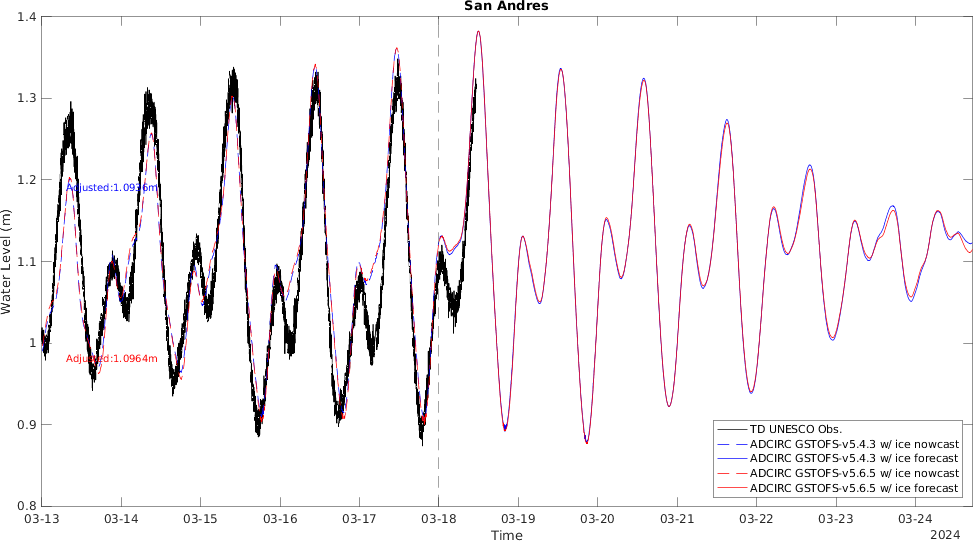 San Andres
Water Level (m)
1.4
1.3
1.2
1.1
1
0.9
0.8
Adjusted:1.0936m
Adjusted:1.0964m
TD UNESCO Obs.
ADCIRC GSTOFS-v5.4.3 w/ ice nowcast
ADCIRC GSTOFS-v5.4.3 w/ ice forecast
ADCIRC GSTOFS-v5.6.5 w/ ice nowcast
ADCIRC GSTOFS-v5.6.5 w/ ice forecast
03-13 03-14 03-15 03-16 03-17 03-18 03-19 03-20 03-21 03-22 03-23 03-24
Time
2024